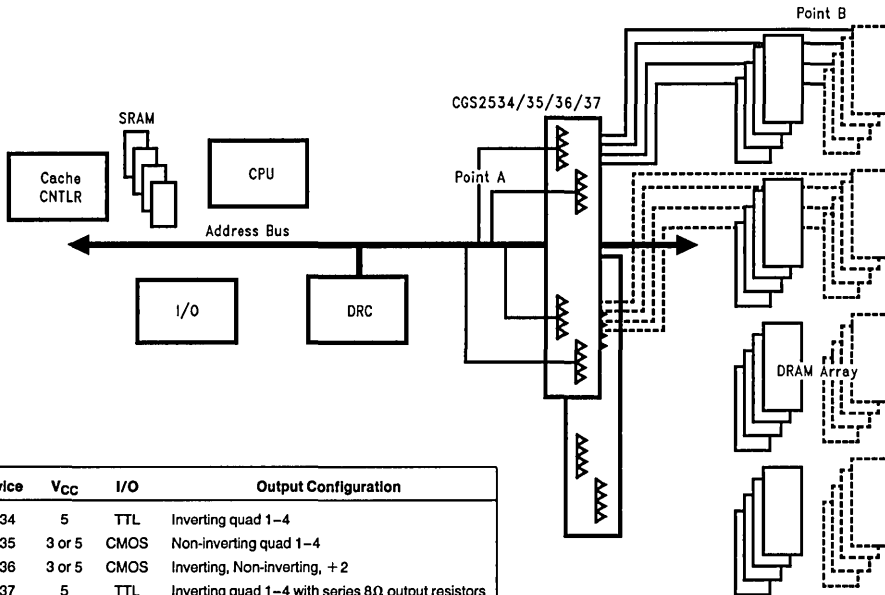 Point B
CGS2534/35/36/37
SRAM
Cache
CNTLR
CPU
Point A
Address Bus
I/O
DRC
DRAM Array
vice VCC I/O Output Configuration
34 5 TTL Inverting quad 1–4
35 3 or 5 CMOS Non-inverting quad 1–4
36 3 or 5 CMOS Inverting, Non-inverting, +2
37 5 TTL Inverting quad 1–4 with series 8Ω output resistors